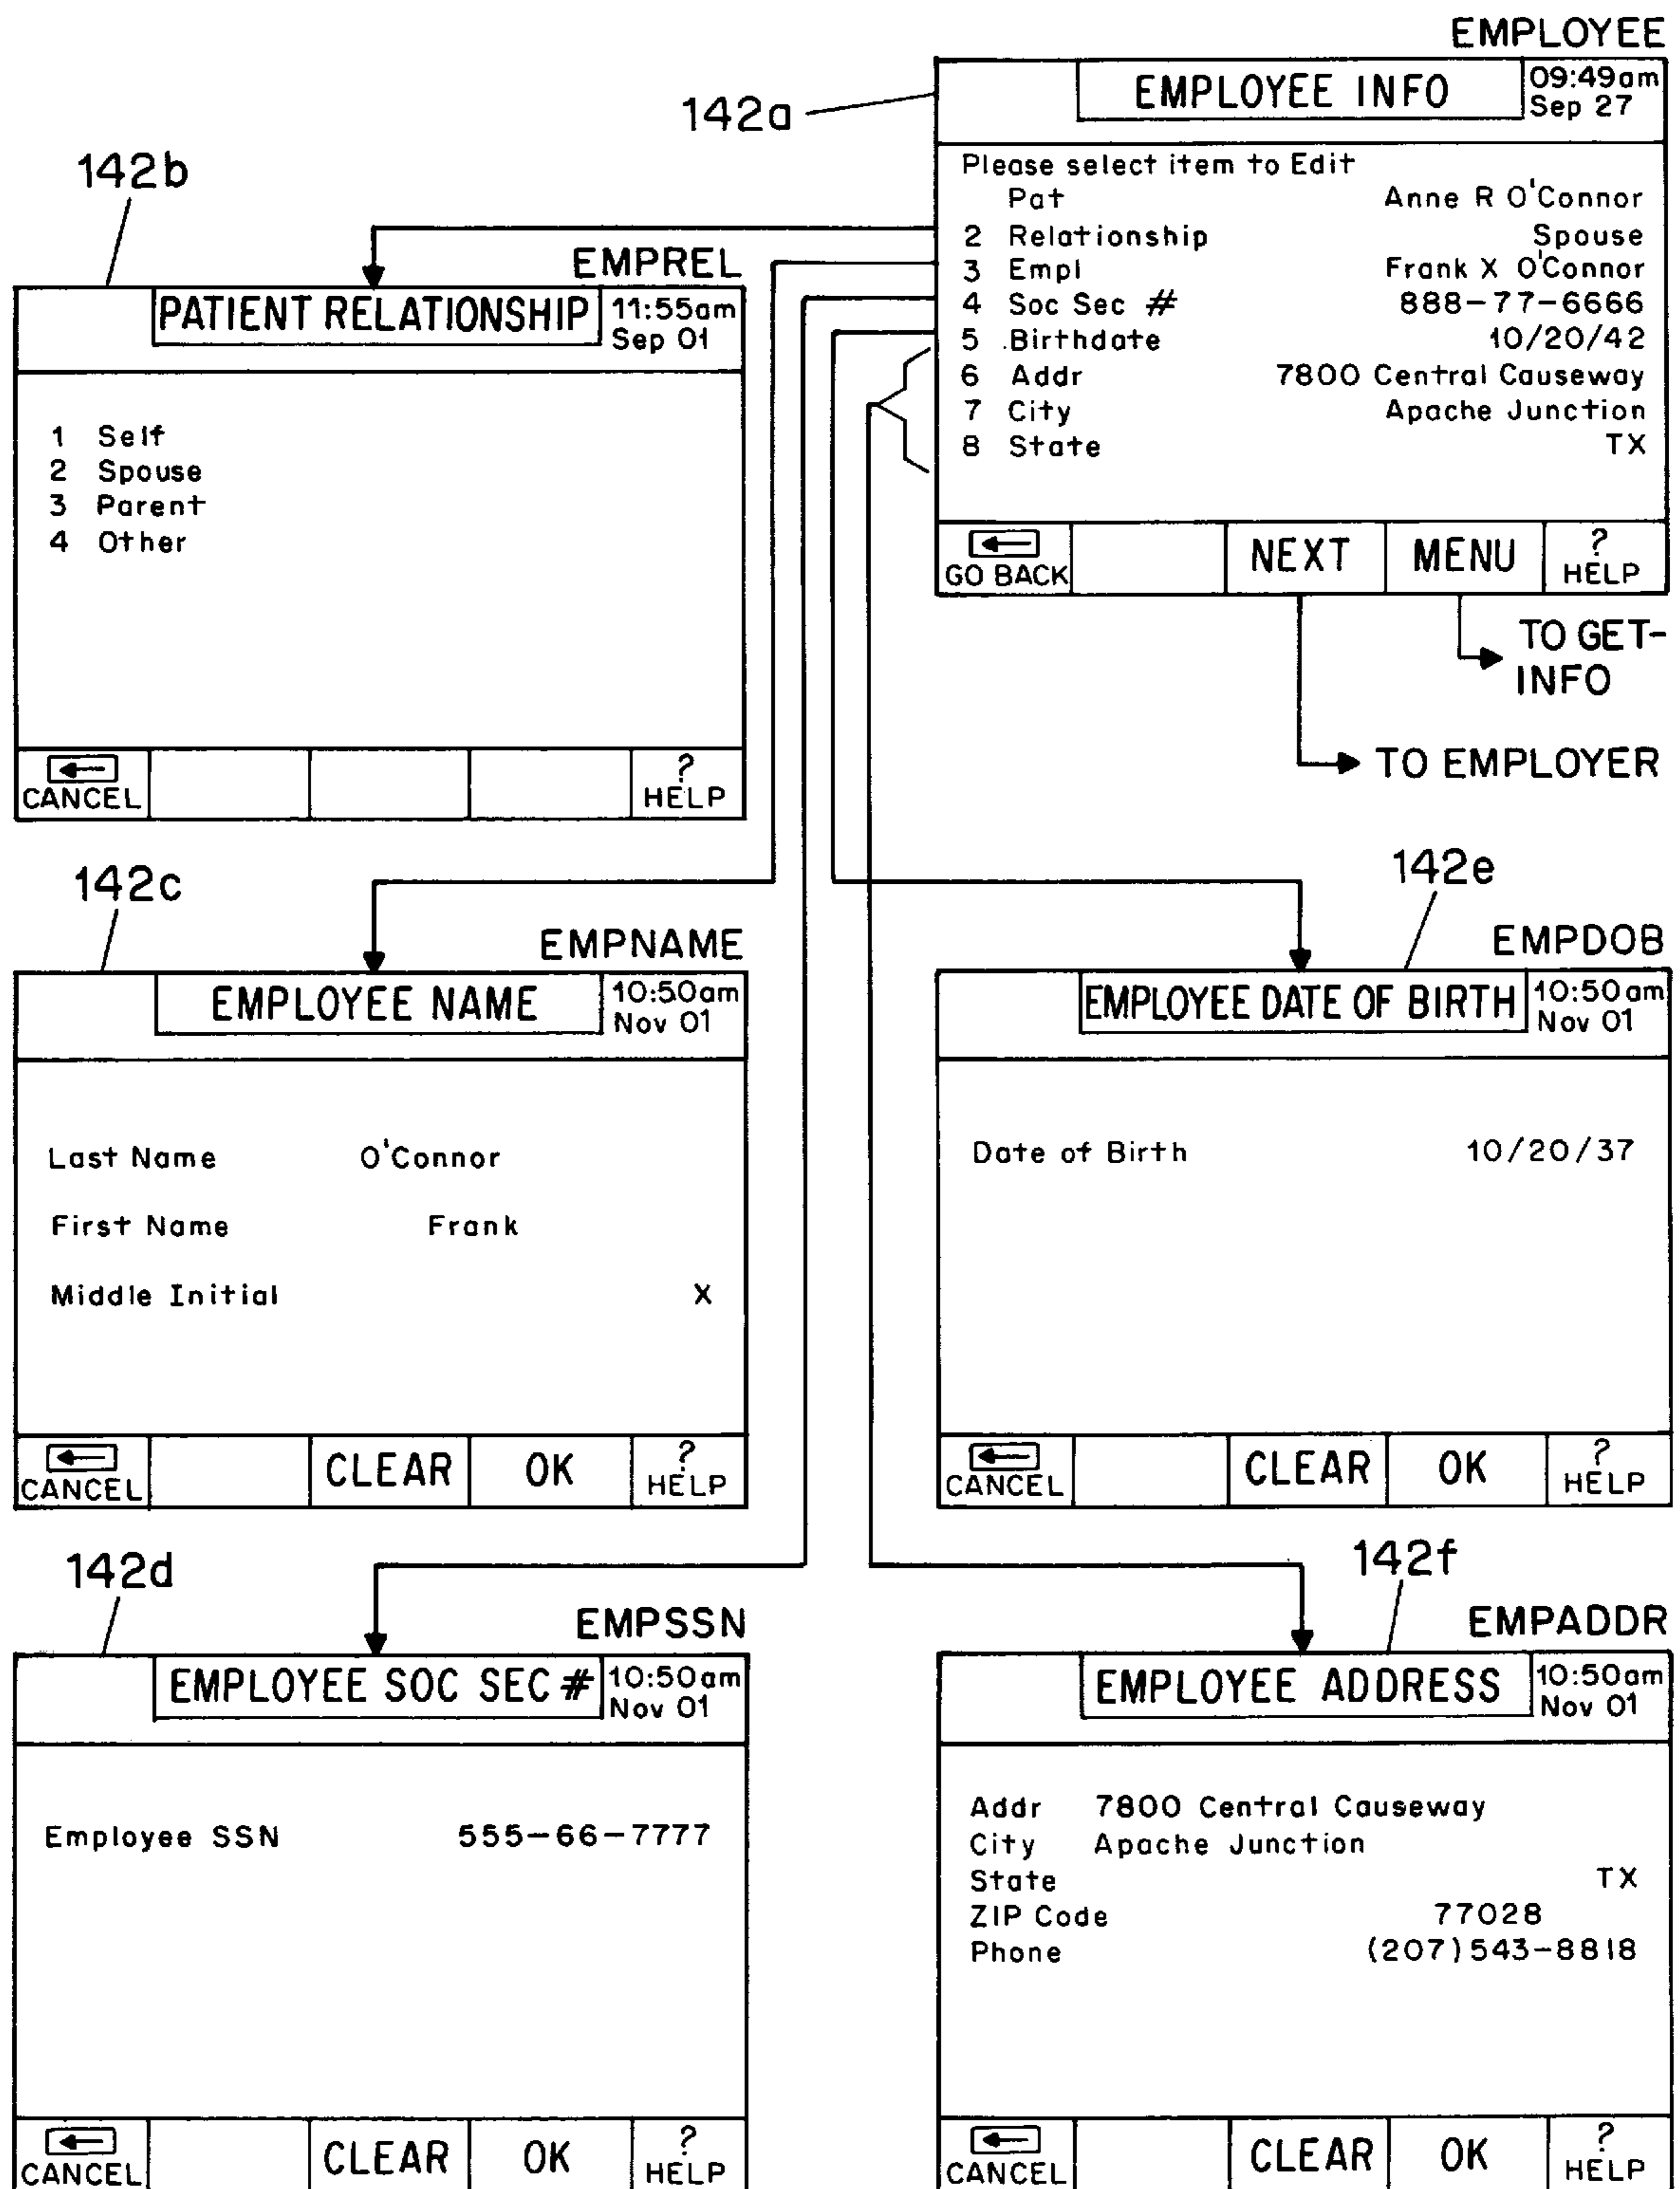 EMPLOYEE
142a
EMPLOYEE INFO
09:49am
Sep 27
Please select item to Edit
Pat Anne R O'Connor
2 Relationship Spouse
3 Empl Frank X O'Connor
4 Soc Sec # 888-77-6666
5 .Birthdate 10/20/42
6 Addr 7800 Central Causeway
7 City Apache Junction
8 State TX
GO BACK NEXT MENU ? HELP
TO GET-
INFO
TO EMPLOYER
142b
EMPREL
PATIENT RELATIONSHIP
11:55am
Sep 01
1 Self
2 Spouse
3 Parent
4 Other
CANCEL ? HELP
142c
EMPNAME
EMPLOYEE NAME
10:50am
Nov 01
Last Name O'Connor
First Name Frank
Middle Initial X
CANCEL CLEAR OK ? HELP
142e
EMPDOB
EMPLOYEE DATE OF BIRTH
10:50am
Nov 01
Date of Birth 10/20/37
CANCEL CLEAR OK ? HELP
142d
EMPSSN
EMPLOYEE SOC SEC #
10:50am
Nov 01
Employee SSN 555-66-7777
CANCEL CLEAR OK ? HELP
142f
EMPADDR
EMPLOYEE ADDRESS
10:50am
Nov 01
Addr 7800 Central Causeway
City Apache Junction
State TX
ZIP Code 77028
Phone (207)543-8818
CANCEL CLEAR OK ? HELP